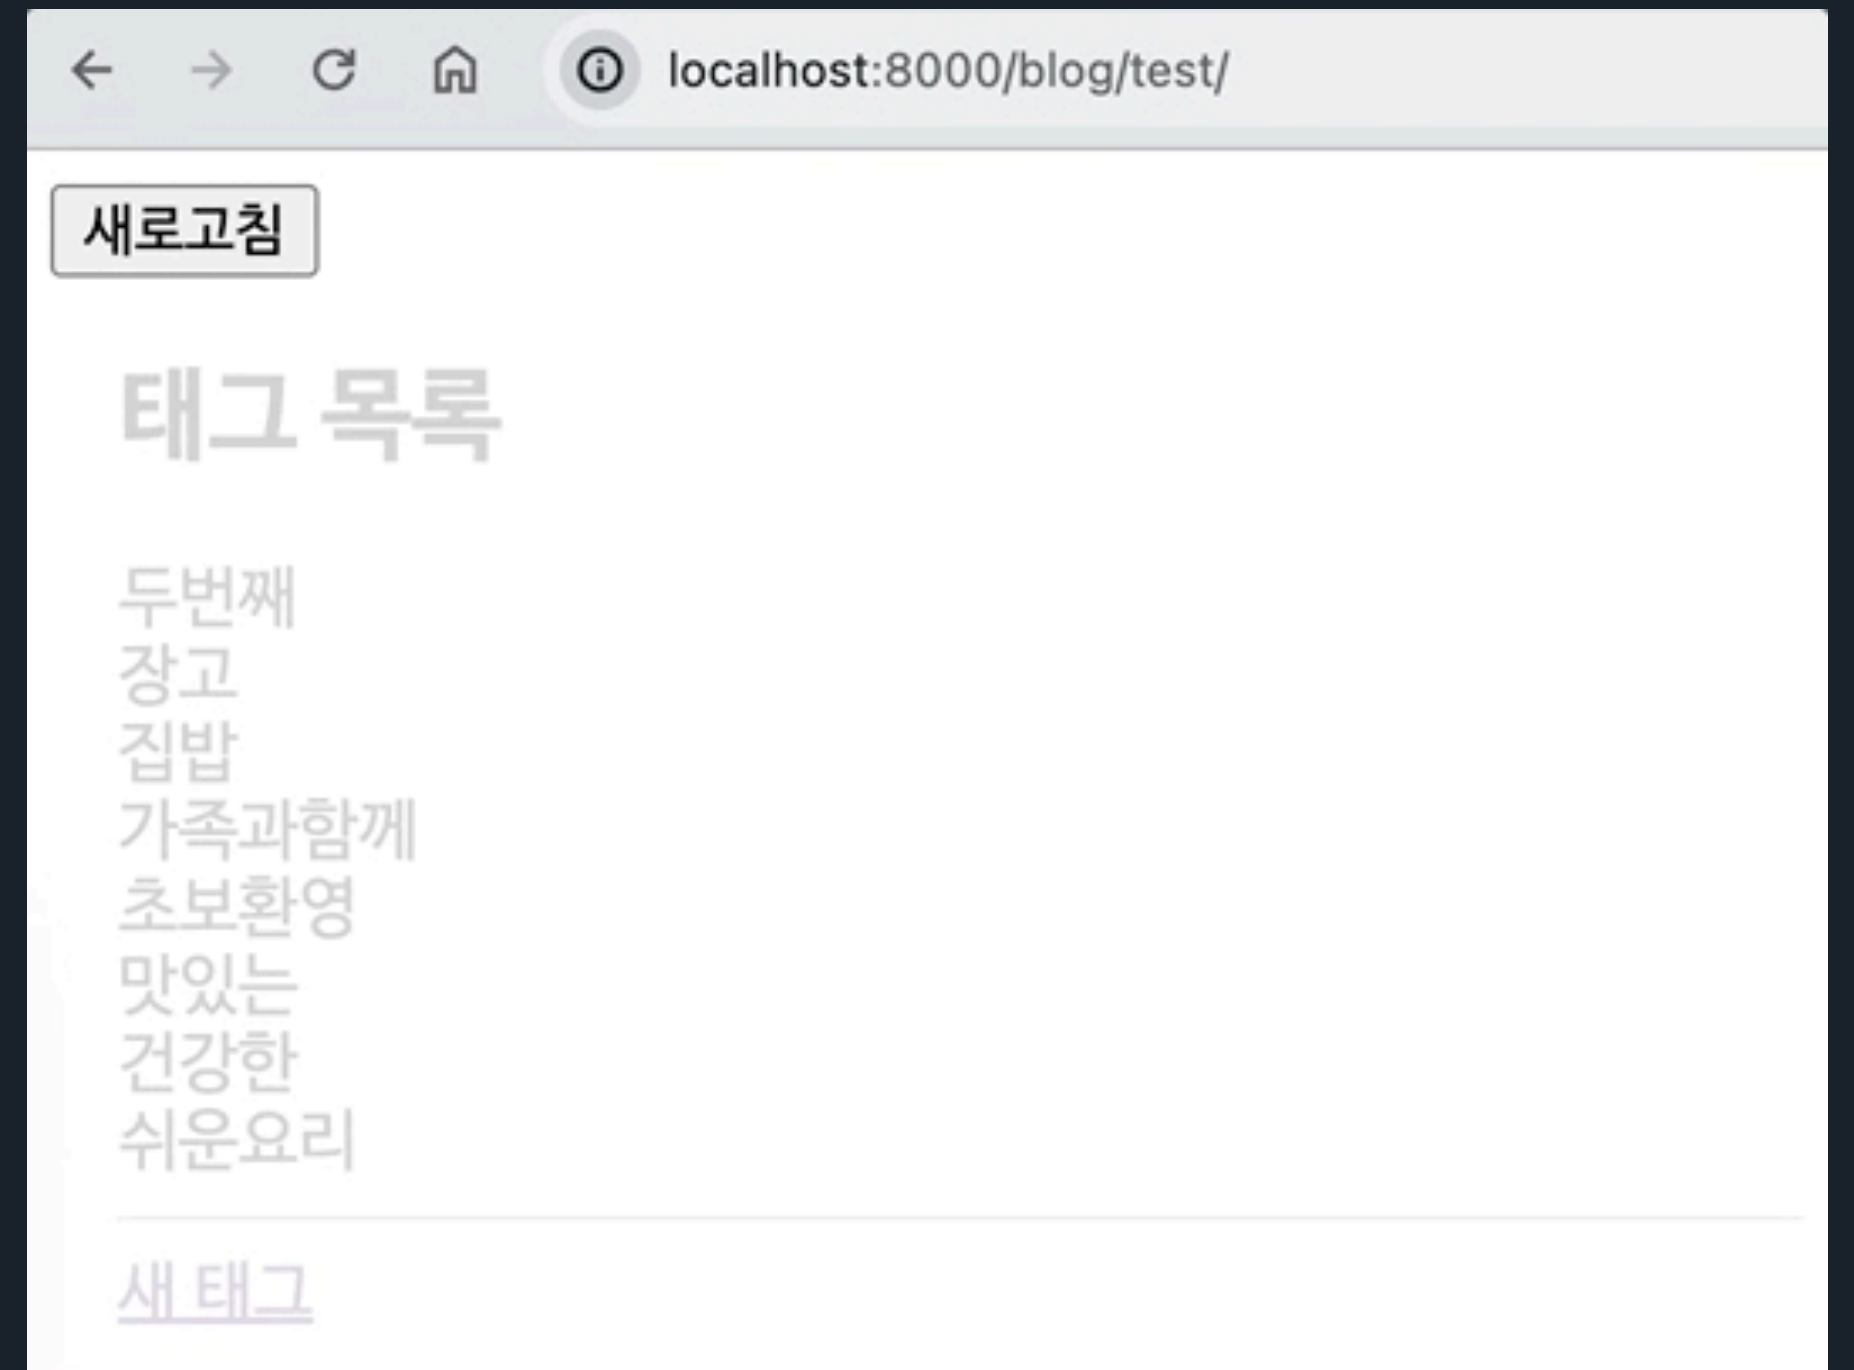 localhost:8000/blog/test/
새로고침
태그 목록
두번째
장고
집밥
가족과함께
초보환영
맛있는
건강한
쉬운요리
새 태그